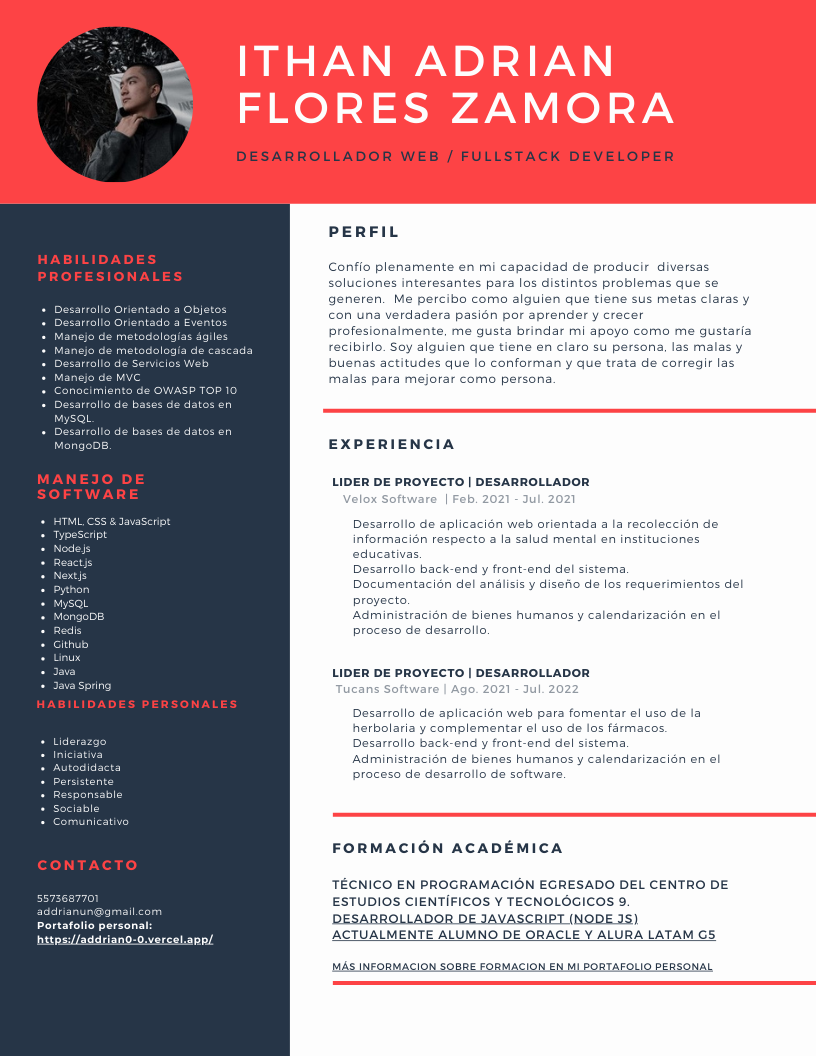 ITHAN ADRIAN
FLORES ZAMORA
DESARROLLADOR WEB / FULLSTACK DEVELOPER
HABILIDADES
PROFESIONALES
• Desarrollo Orientado a Objetos
• Desarrollo Orientado a Eventos
• Manejo de metodologías ágiles
• Manejo de metodología de cascada
• Desarrollo de Servicios Web
• Manejo de MVC
• Conocimiento de OWASP TOP 10
• Desarrollo de bases de datos en
MySQL.
• Desarrollo de bases de datos en
MongoDB.
MANEJO DE
SOFTWARE
• HTML, CSS & JavaScript
• TypeScript
• Node.js
• React.js
• Next.js
• Python
• MySQL
• MongoDB
• Redis
• Github
• Linux
• Java
• Java Spring
HABILIDADES PERSONALES
• Liderazgo
• Iniciativa
• Autodidacta
• Persistente
• Responsable
• Sociable
• Comunicativo
CONTACTO
5573687701
addrianun@gmail.com
Portafolio personal:
https://addrian0-0.vercel.app/
PERFIL
Confío plenamente en mi capacidad de producir diversas
soluciones interesantes para los distintos problemas que se
generen. Me percibo como alguien que tiene sus metas claras y
con una verdadera pasión por aprender y crecer
profesionalmente, me gusta brindar mi apoyo como me gustaría
recibirlo. Soy alguien que tiene en claro su persona, las malas y
buenas actitudes que lo conforman y que trata de corregir las
malas para mejorar como persona.
EXPERIENCIA
LIDER DE PROYECTO | DESARROLLADOR
Velox Software | Feb. 2021 - Jul. 2021
Desarrollo de aplicación web orientada a la recolección de
información respecto a la salud mental en instituciones
educativas.
Desarrollo back-end y front-end del sistema.
Documentación del análisis y diseño de los requerimientos del
proyecto.
Administración de bienes humanos y calendarización en el
proceso de desarrollo.
LIDER DE PROYECTO | DESARROLLADOR
Tucans Software | Ago. 2021 - Jul. 2022
Desarrollo de aplicación web para fomentar el uso de la
herbolaria y complementar el uso de los fármacos.
Desarrollo back-end y front-end del sistema.
Administración de bienes humanos y calendarización en el
proceso de desarrollo de software.
FORMACIÓN ACADÉMICA
TÉCNICO EN PROGRAMACIÓN EGRESADO DEL CENTRO DE
ESTUDIOS CIENTÍFICOS Y TECNOLÓGICOS 9.
DESARROLLADOR DE JAVASCRIPT (NODE JS)
ACTUALMENTE ALUMNO DE ORACLE Y ALURA LATAM G5
MÁS INFORMACION SOBRE FORMACION EN MI PORTAFOLIO PERSONAL